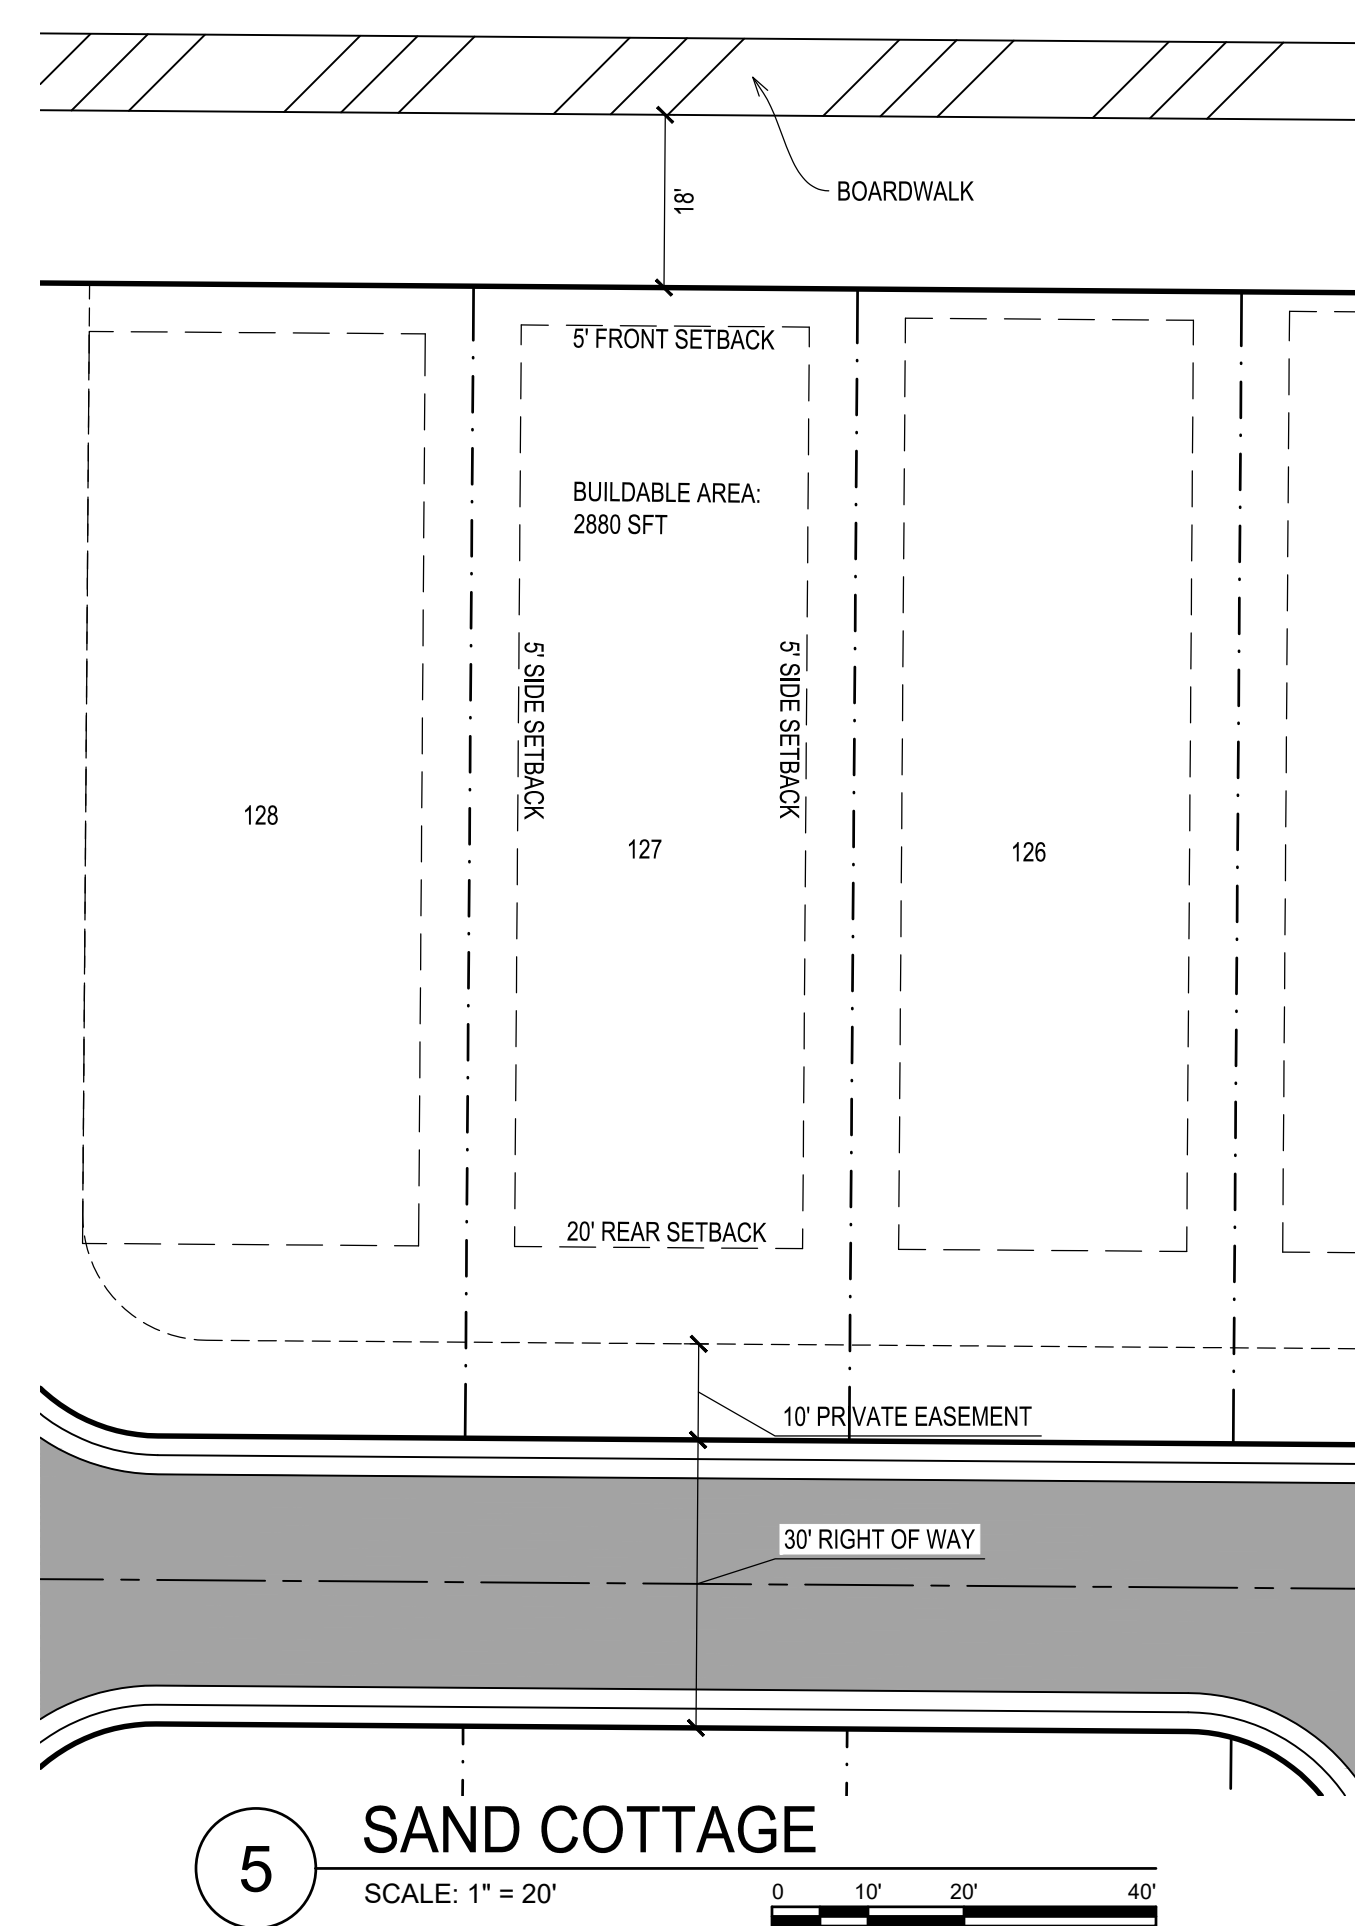 BOARDWALK
18'
5' FRONT SETBACK
BUILDABLE AREA:
2880 SFT
5' SIDE SETBACK
5' SIDE SETBACK
128
127
126
20' REAR SETBACK
10' PRIVATE EASEMENT
30' RIGHT OF WAY
5
SAND COTTAGE
SCALE: 1" = 20'
0 10' 20' 40'